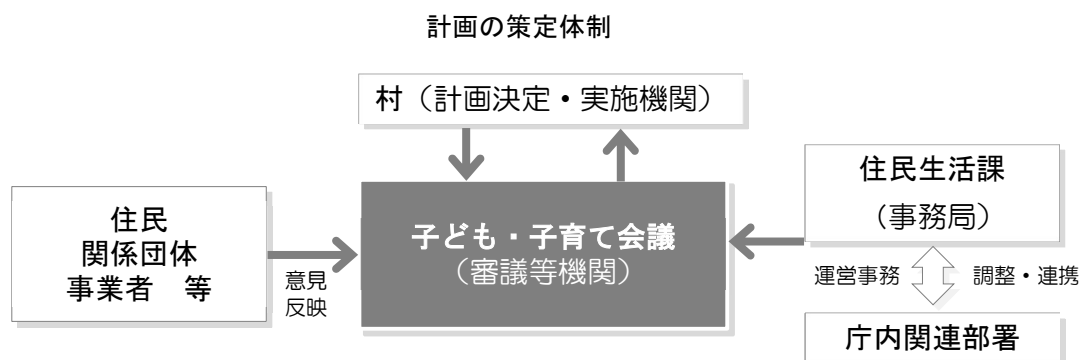 計画の策定体制
村（計画決定・実施機関）
住民
関係団体
事業者　等
意見
反映
子ども・子育て会議
（審議等機関）
住民生活課
（事務局）
運営事務
調整・連携
庁内関連部署